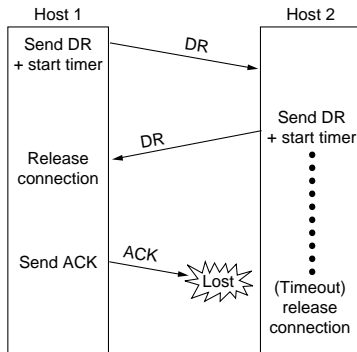 Host 1
Host 2
Send DR
+ start timer
DR
Send DR
+ start timer
DR
Release
connection
Send ACK
ACK
Lost
(Timeout)
release
connection